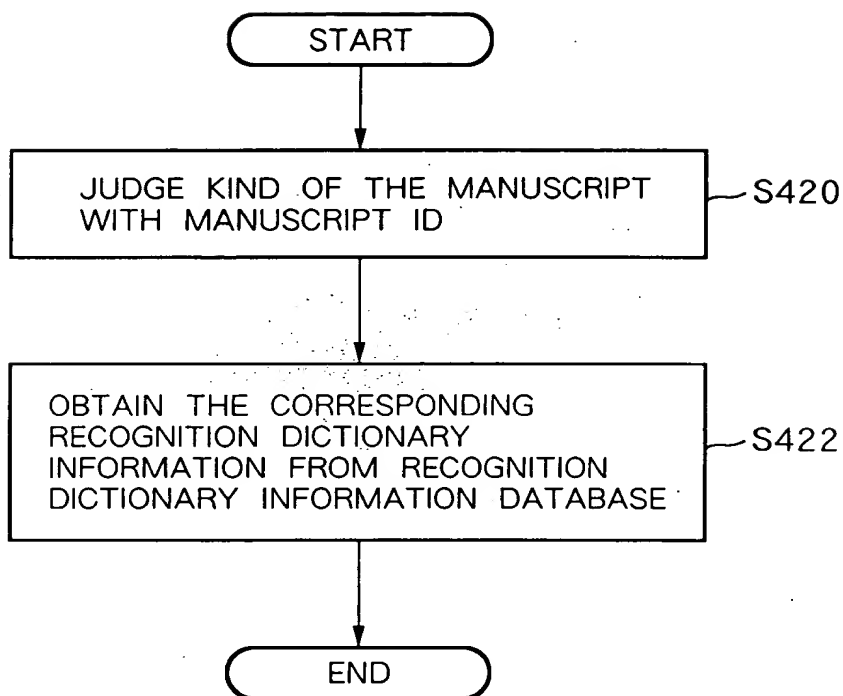 START
JUDGE KIND OF THE MANUSCRIPT
WITH MANUSCRIPT ID
S420
OBTAIN THE CORRESPONDING
RECOGNITION DICTIONARY
INFORMATION FROM RECOGNITION
DICTIONARY INFORMATION DATABASE
S422
END